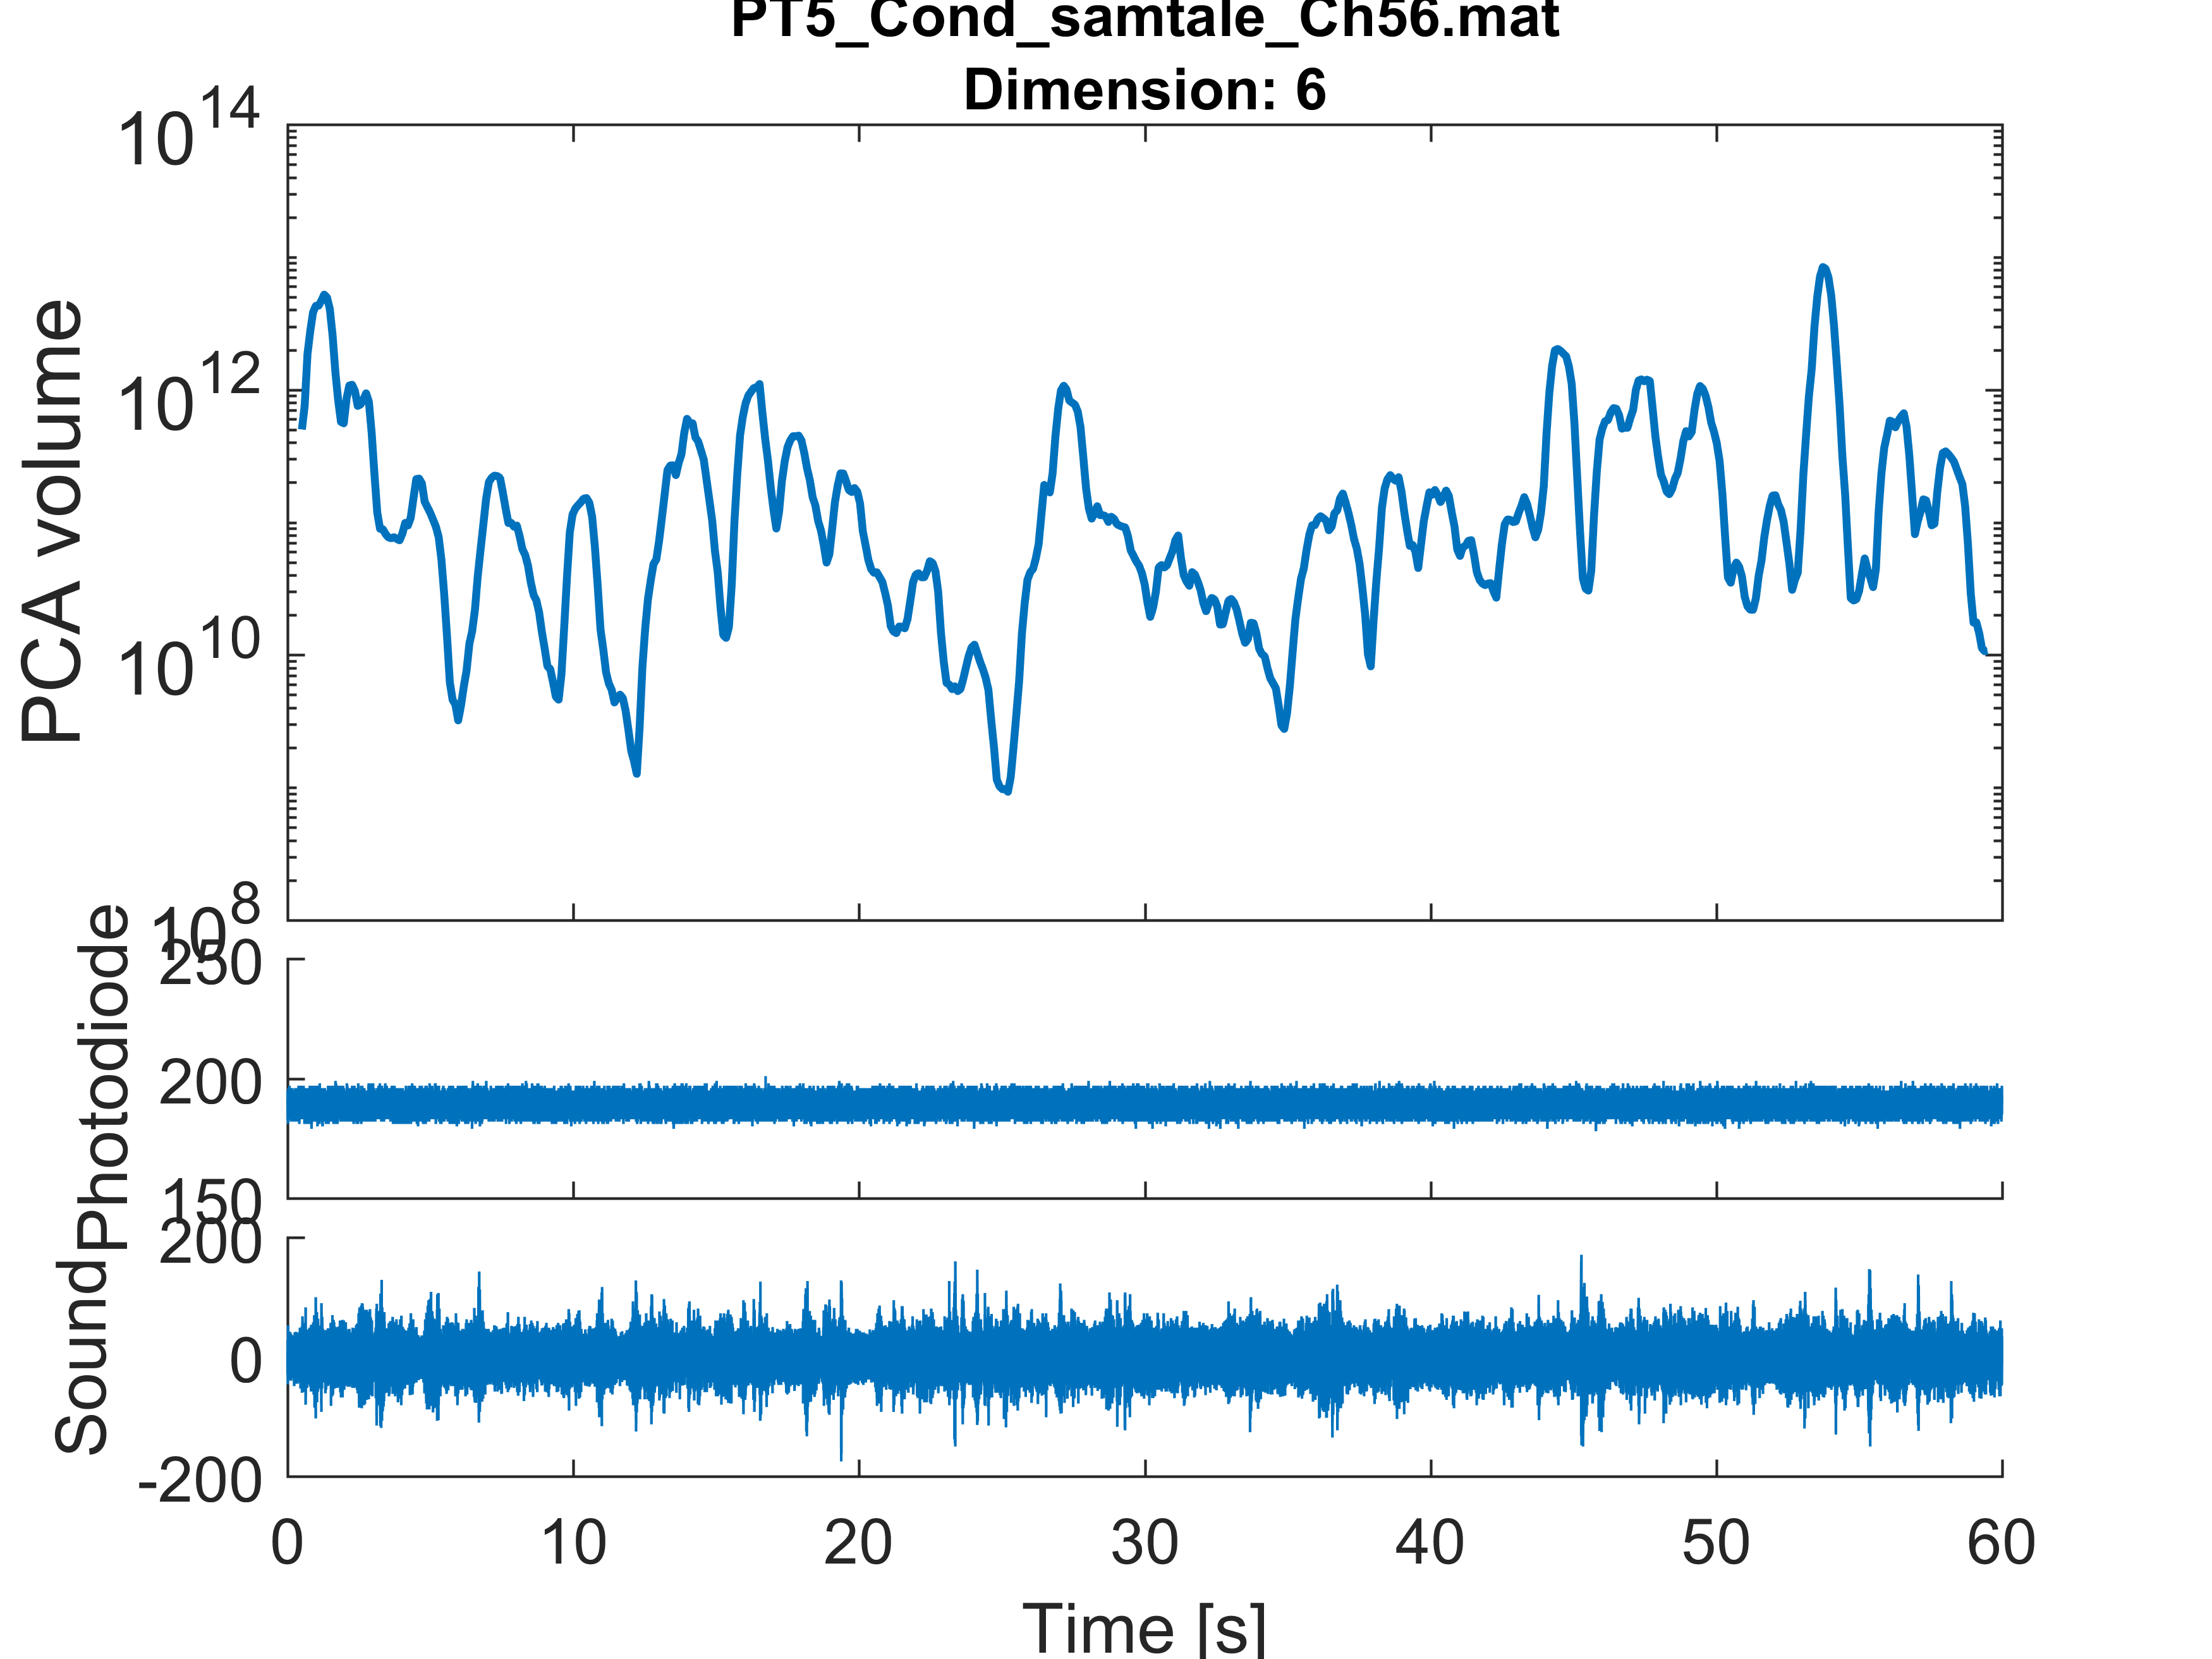 PT5_Cond_samtale_Ch56.mat
Dimension: 6
PCA volume
10^14
10^12
10^10
10^8
Photodiode
250
200
150
Sound
200
0
-200
0 10 20 30 40 50 60
Time [s]